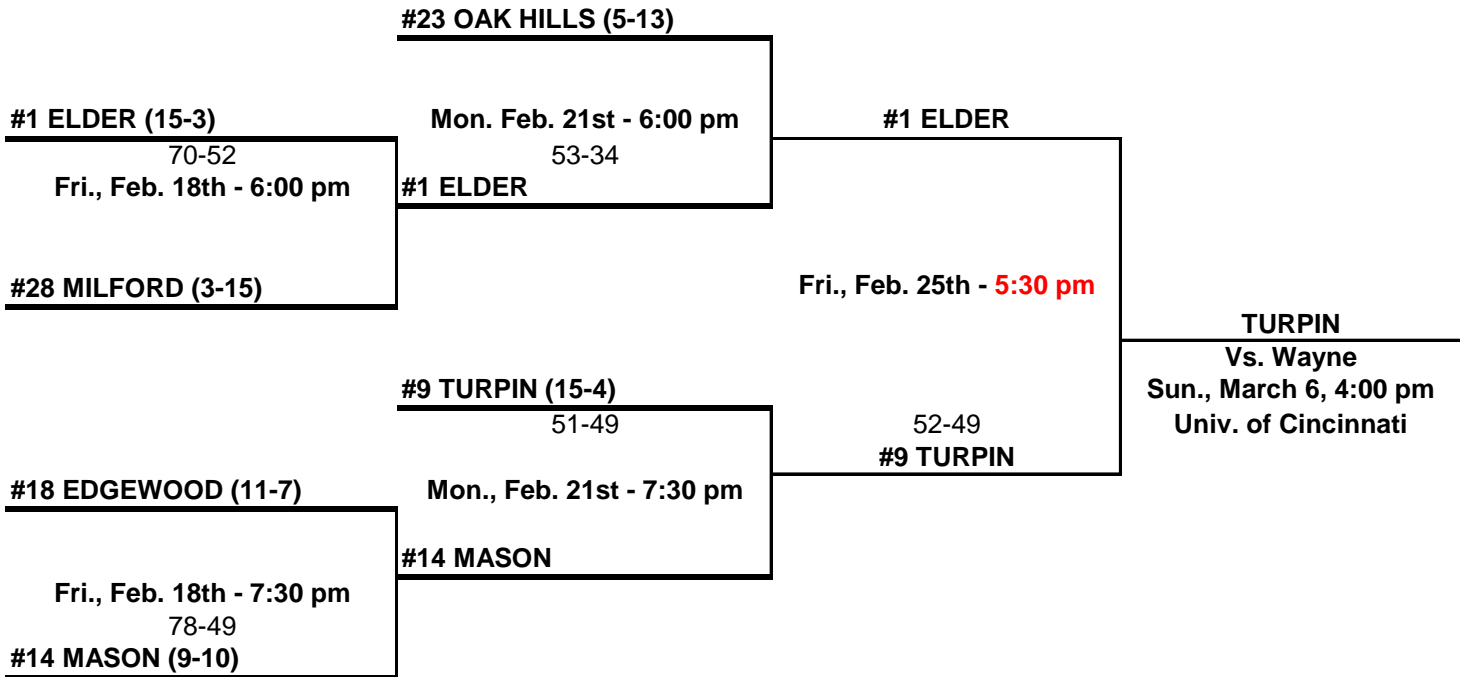 #23 OAK HILLS (5-13)
#1 ELDER (15-3)
Mon. Feb. 21st - 6:00 pm
#1 ELDER
70-52
53-34
Fri., Feb. 18th - 6:00 pm
#1 ELDER
#28 MILFORD (3-15)
Fri., Feb. 25th - 5:30 pm
TURPIN
Vs. Wayne
#9 TURPIN (15-4)
Sun., March 6, 4:00 pm
51-49
52-49
Univ. of Cincinnati
#9 TURPIN
#18 EDGEWOOD (11-7)
Mon., Feb. 21st - 7:30 pm
#14 MASON
Fri., Feb. 18th - 7:30 pm
78-49
#14 MASON (9-10)